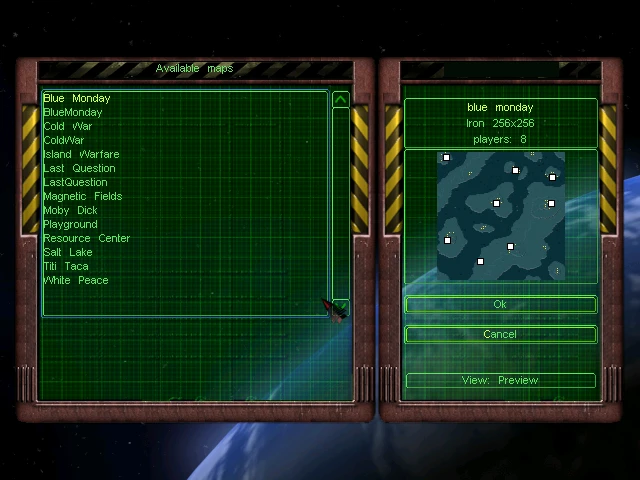 Available maps
Blue Monday
BlueMonday
Cold War
ColdWar
Island Warfare
Last Question
LastQuestion
Magnetic Fields
Moby Dick
Playground
Resource Center
Salt Lake
Titi Taca
White Peace
blue monday
Iron 256x256
players: 8
Ok
Cancel
View: Preview